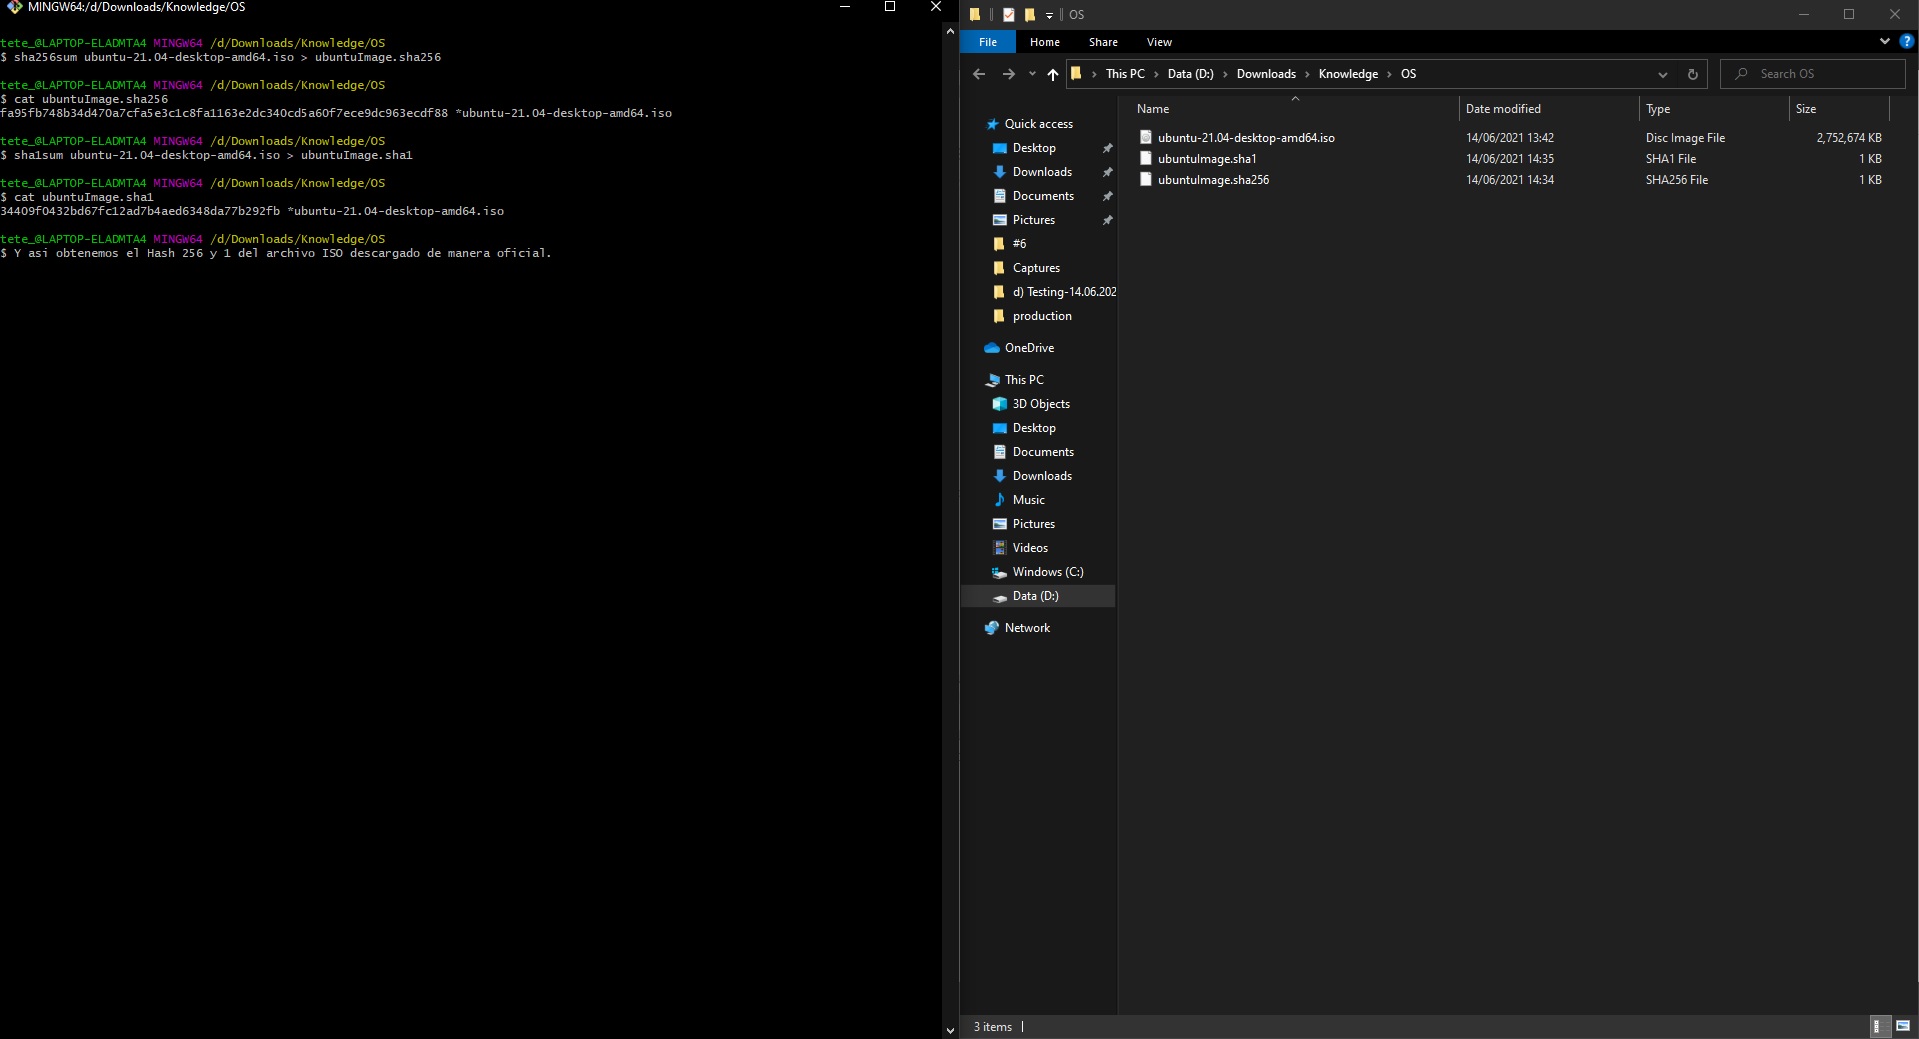 MINGW64:/d/Downloads/Knowledge/OS
tete_@LAPTOP-ELADMTA4 MINGW64 /d/Downloads/Knowledge/OS
$ sha256sum ubuntu-21.04-desktop-amd64.iso > ubuntuImage.sha256
tete_@LAPTOP-ELADMTA4 MINGW64 /d/Downloads/Knowledge/OS
$ cat ubuntuImage.sha256
fa95fb748b34d470a7cfa5e3c1c8fa1163e2dc340cd5a60f7ece9dc963ecdf88 *ubuntu-21.04-desktop-amd64.iso
tete_@LAPTOP-ELADMTA4 MINGW64 /d/Downloads/Knowledge/OS
$ sha1sum ubuntu-21.04-desktop-amd64.iso > ubuntuImage.sha1
tete_@LAPTOP-ELADMTA4 MINGW64 /d/Downloads/Knowledge/OS
$ cat ubuntuImage.sha1
34409f0432bd67fc12ad7b4aed6348da77b292fb *ubuntu-21.04-desktop-amd64.iso
tete_@LAPTOP-ELADMTA4 MINGW64 /d/Downloads/Knowledge/OS
$ Y asi obtenemos el Hash 256 y 1 del archivo ISO descargado de manera oficial.
OS
File Home Share View
This PC > Data (D:) > Downloads > Knowledge > OS
Search OS
Name Date modified Type Size
ubuntu-21.04-desktop-amd64.iso 14/06/2021 13:42 Disc Image File 2,752,674 KB
ubuntuImage.sha1 14/06/2021 14:35 SHA1 File 1 KB
ubuntuImage.sha256 14/06/2021 14:34 SHA256 File 1 KB
Quick access
Desktop
Downloads
Documents
Pictures
#6
Captures
d) Testing-14.06.202
production
OneDrive
This PC
3D Objects
Desktop
Documents
Downloads
Music
Pictures
Videos
Windows (C:)
Data (D:)
Network
3 items